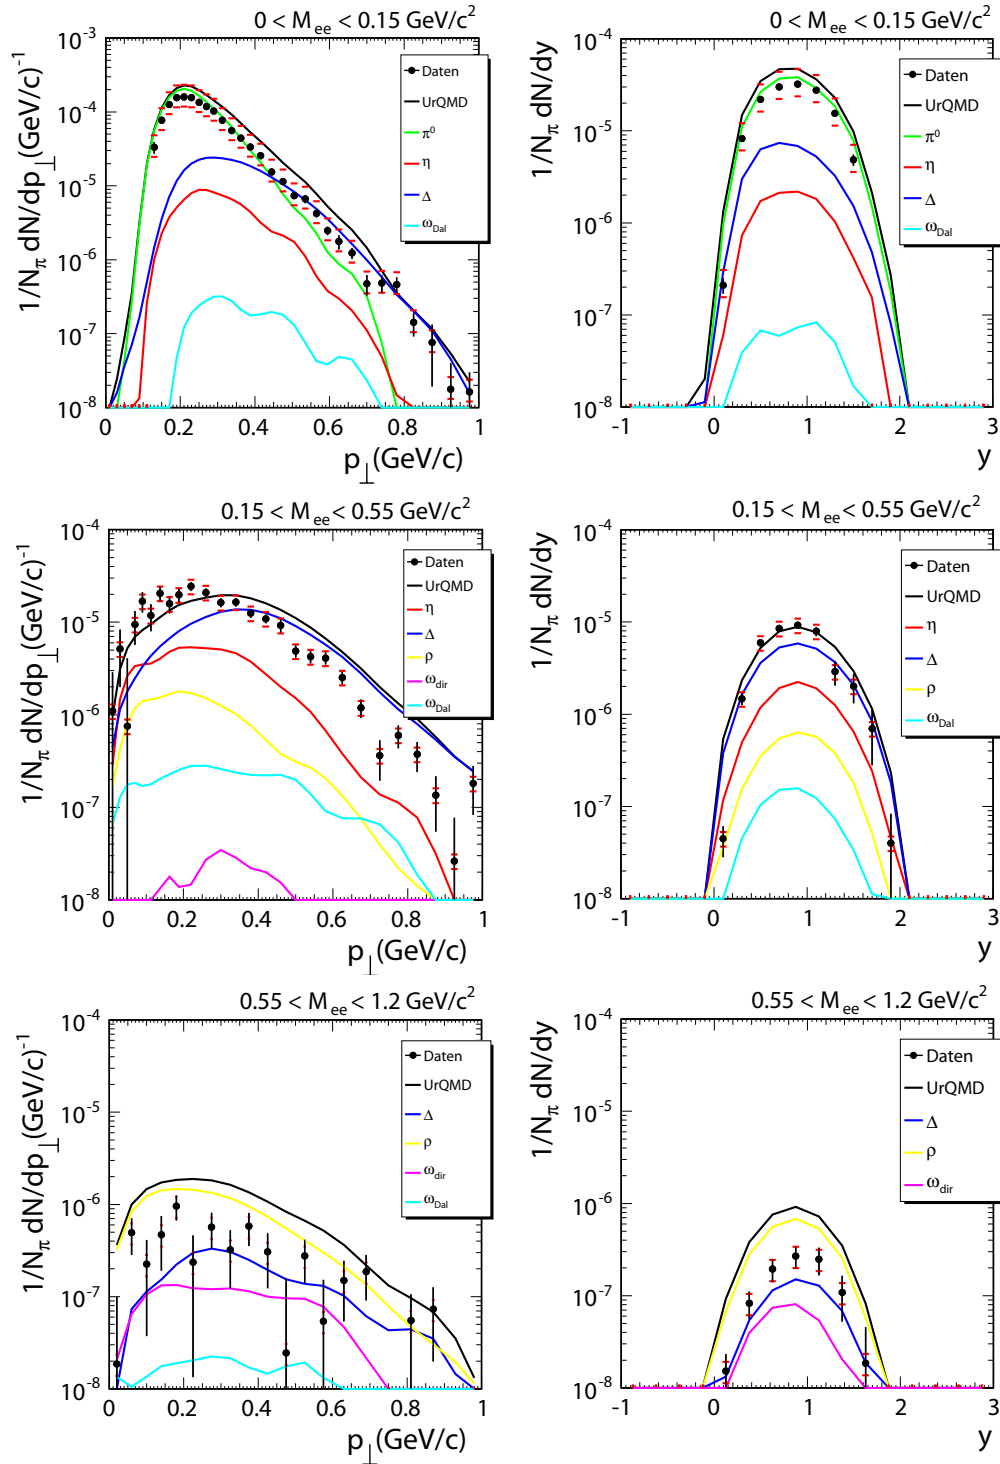 0 < M_ee < 0.15 GeV/c²
1/N_π dN/dp_⊥ (GeV/c)⁻¹
10⁻³
10⁻⁴
10⁻⁵
10⁻⁶
10⁻⁷
10⁻⁸
Daten
UrQMD
π⁰
η
Δ
ω_Dal
0 0.2 0.4 0.6 0.8 1
p_⊥ (GeV/c)
0 < M_ee < 0.15 GeV/c²
1/N_π dN/dy
10⁻⁴
10⁻⁵
10⁻⁶
10⁻⁷
10⁻⁸
Daten
UrQMD
π⁰
η
Δ
ω_Dal
-1 0 1 2 3
y
0.15 < M_ee < 0.55 GeV/c²
1/N_π dN/dp_⊥ (GeV/c)⁻¹
10⁻⁴
10⁻⁵
10⁻⁶
10⁻⁷
10⁻⁸
Daten
UrQMD
η
Δ
ρ
ω_dir
ω_Dal
0 0.2 0.4 0.6 0.8 1
p_⊥ (GeV/c)
0.15 < M_ee < 0.55 GeV/c²
1/N_π dN/dy
10⁻⁴
10⁻⁵
10⁻⁶
10⁻⁷
10⁻⁸
Daten
UrQMD
η
Δ
ρ
ω_Dal
-1 0 1 2 3
y
0.55 < M_ee < 1.2 GeV/c²
1/N_π dN/dp_⊥ (GeV/c)⁻¹
10⁻⁴
10⁻⁵
10⁻⁶
10⁻⁷
10⁻⁸
Daten
UrQMD
Δ
ρ
ω_dir
ω_Dal
0 0.2 0.4 0.6 0.8 1
p_⊥ (GeV/c)
0.55 < M_ee < 1.2 GeV/c²
1/N_π dN/dy
10⁻⁴
10⁻⁵
10⁻⁶
10⁻⁷
10⁻⁸
Daten
UrQMD
Δ
ρ
ω_dir
-1 0 1 2 3
y